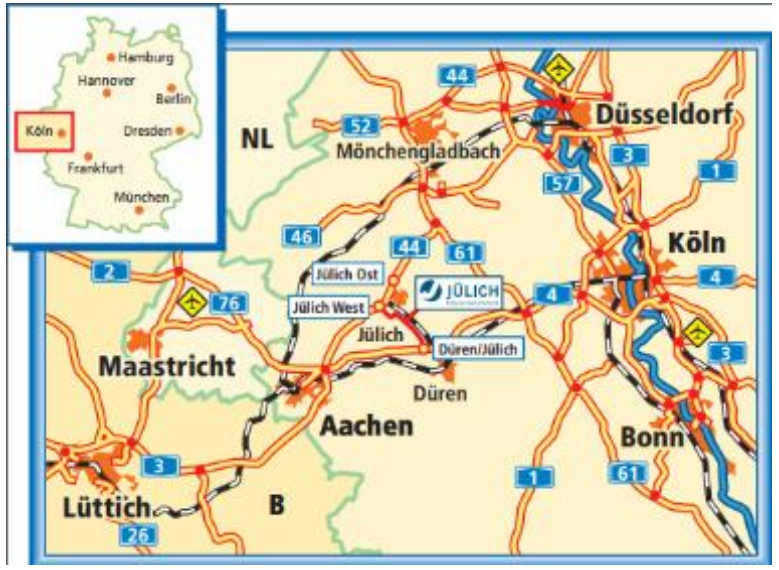 Hamburg
Hannover
Berlin
Köln
Dresden
Frankfurt
München
NL
44
52
Mönchengladbach
Düsseldorf
3
1
57
46
44
61
Köln
2
76
Jülich Ost
JÜLICH
4
4
Jülich West
Jülich
Düren/Jülich
3
Maastricht
Düren
Aachen
Bonn
3
1
61
Lüttich
B
26